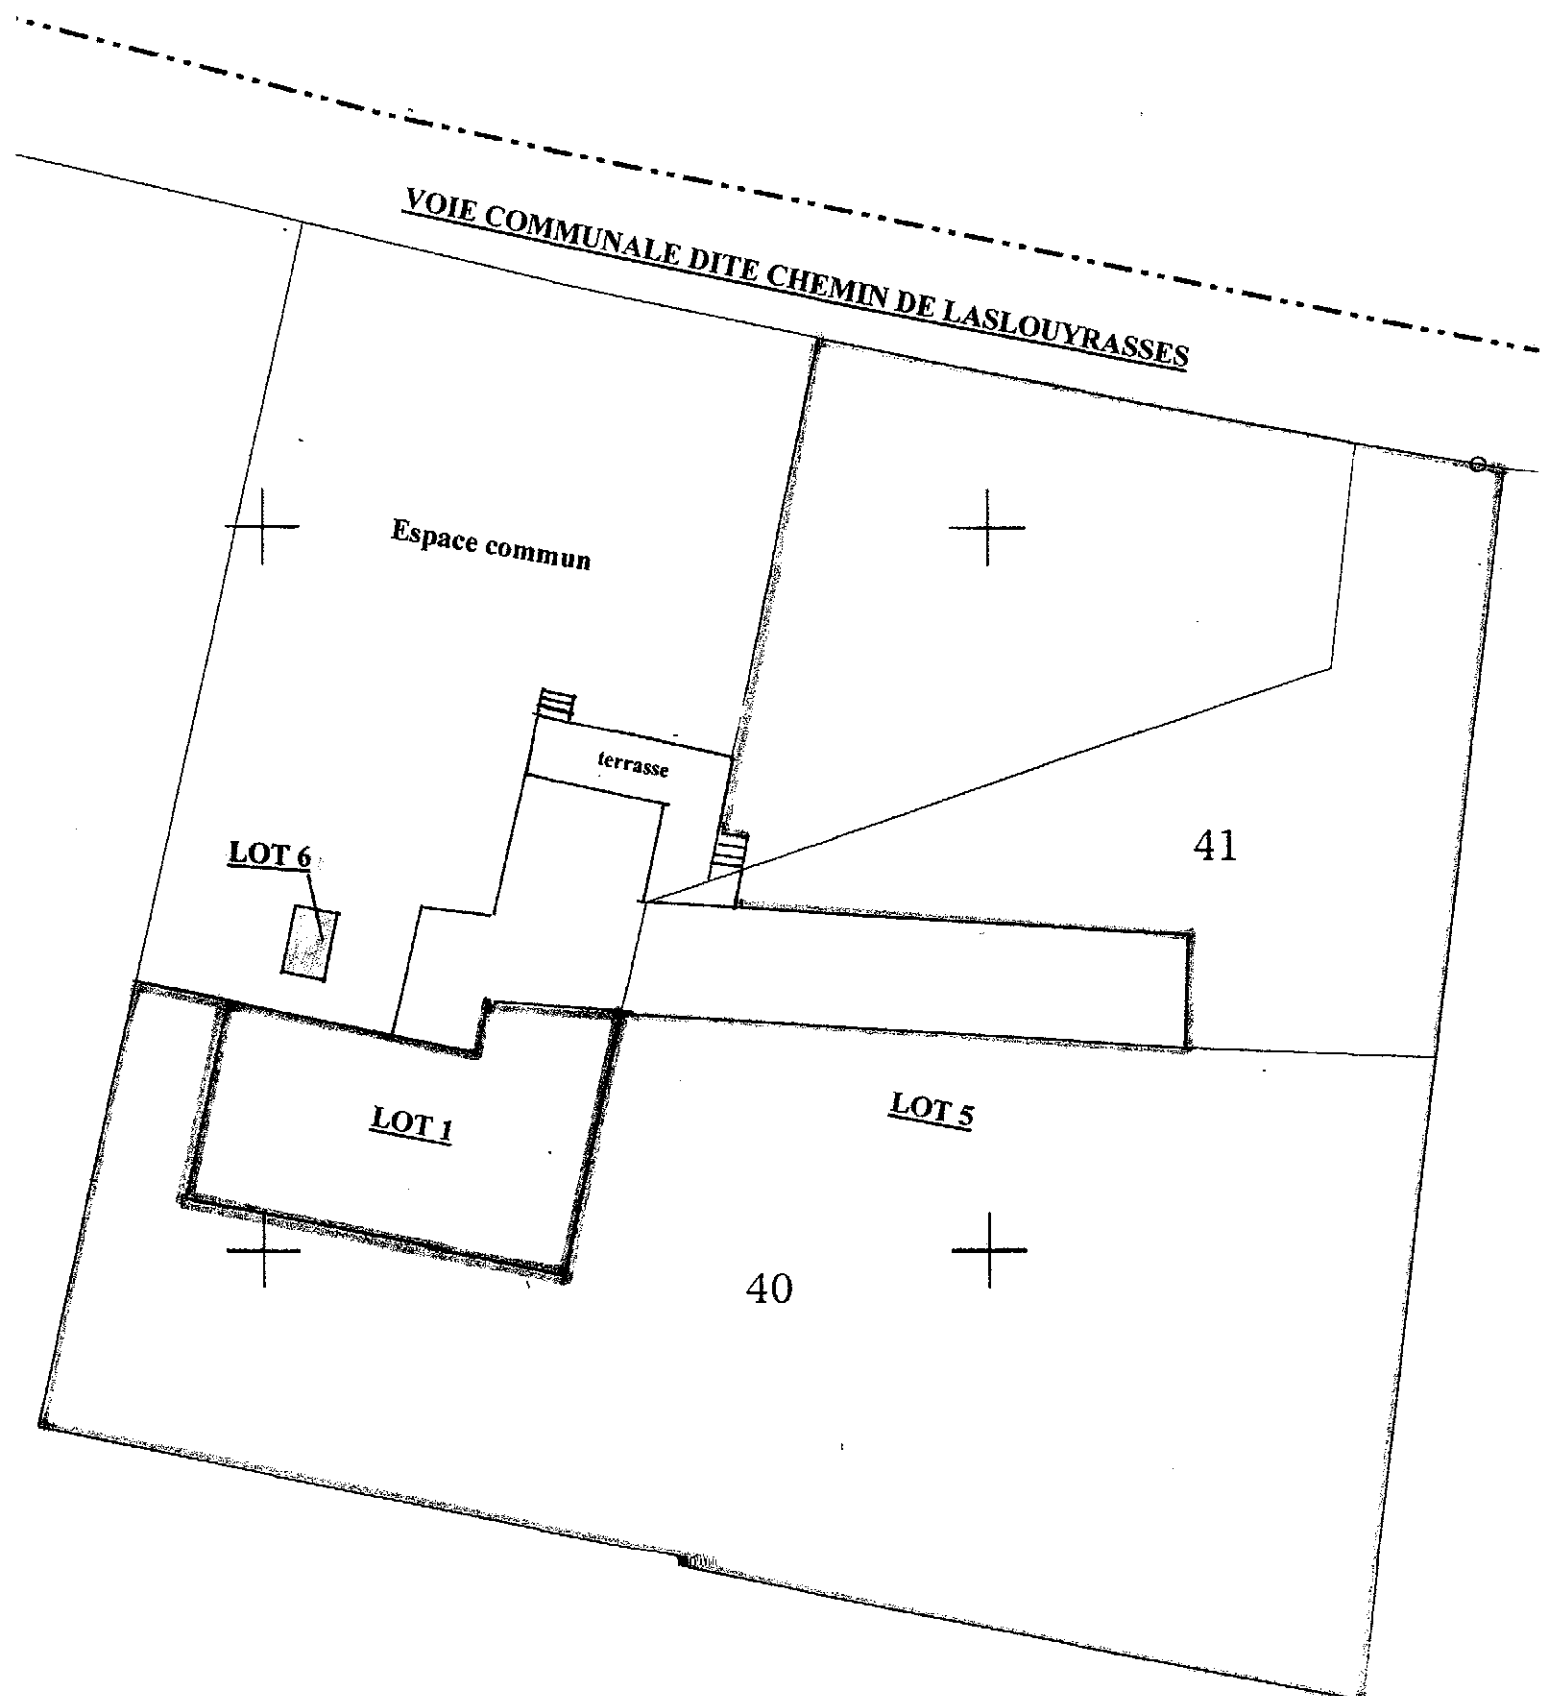 VOIE COMMUNALE DITE CHEMIN DE LASLOUYRASSES
Espace commun
terrasse
LOT 6
41
LOT 1
LOT 5
40